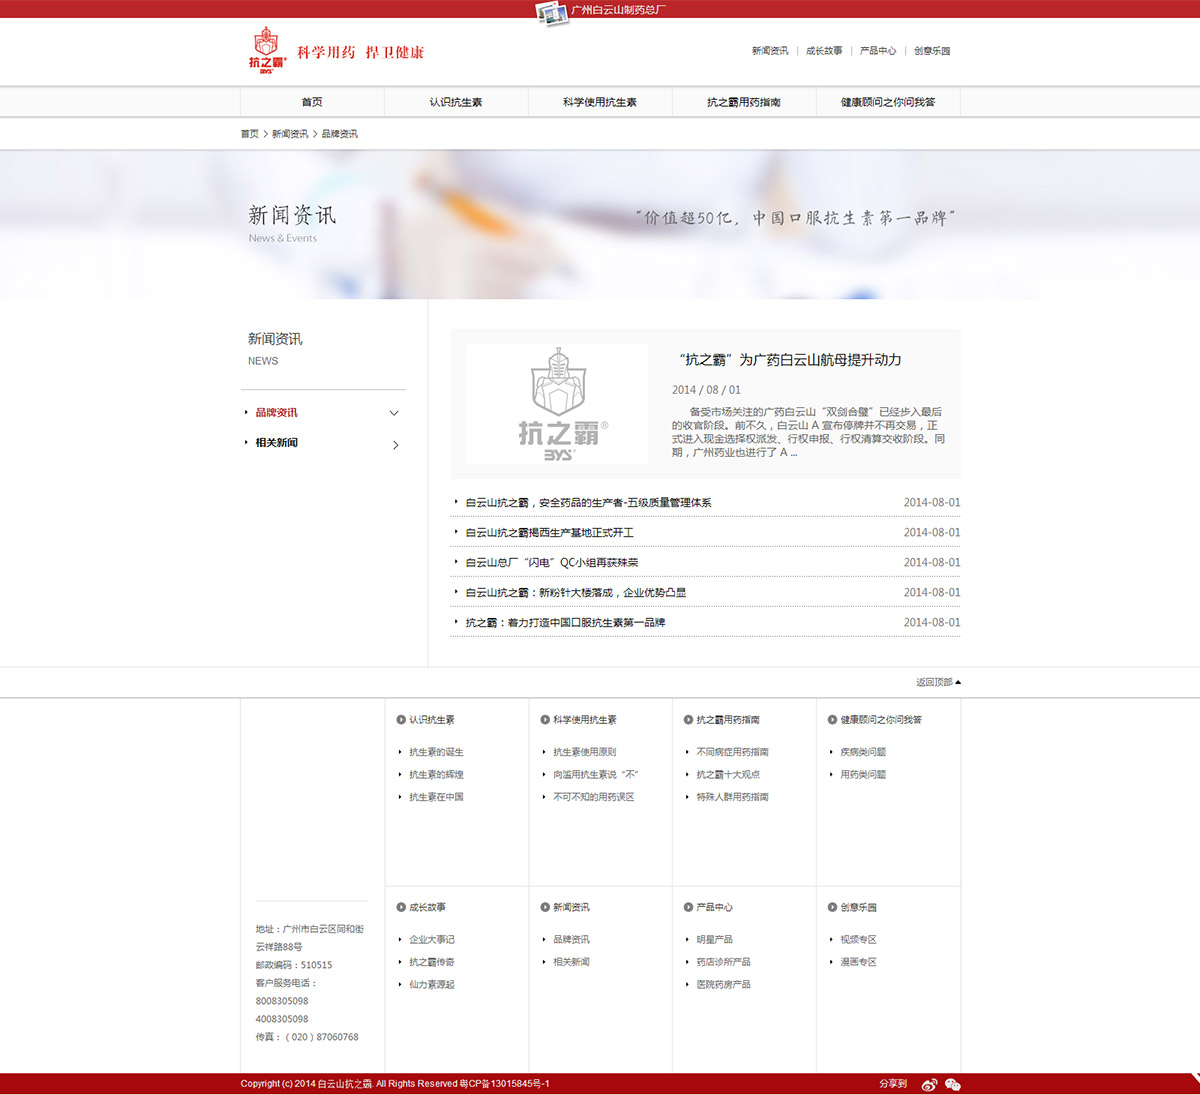 广州白云山制药总厂
抗之霸®
BYS
科学用药 捍卫健康
新闻资讯 | 成长故事 | 产品中心 | 创意乐园
首页 认识抗生素 科学使用抗生素 抗之霸用药指南 健康顾问之你问我答
首页 > 新闻资讯 > 品牌资讯
新闻资讯
News & Events
“价值超50亿, 中国口服抗生素第一品牌”
新闻资讯
NEWS
品牌资讯
相关新闻
抗之霸®
BYS
“抗之霸”为广药白云山航母提升动力
2014 / 08 / 01
备受市场关注的广药白云山“双剑合璧”已经步入最后
的收官阶段。前不久，白云山 A 宣布停牌并不再交易，正
式进入现金选择权派发、行权申报、行权清算交收阶段。同
期，广州药业也进行了 A ...
白云山抗之霸，安全药品的生产者-五级质量管理体系 2014-08-01
白云山抗之霸揭西生产基地正式开工 2014-08-01
白云山总厂“闪电”QC小组再获殊荣 2014-08-01
白云山抗之霸：新粉针大楼落成，企业优势凸显 2014-08-01
抗之霸：着力打造中国口服抗生素第一品牌 2014-08-01
返回顶部
认识抗生素
抗生素的诞生
抗生素的辉煌
抗生素在中国
科学使用抗生素
抗生素使用原则
向滥用抗生素说“不”
不可不知的用药误区
抗之霸用药指南
不同病症用药指南
抗之霸十大观点
特殊人群用药指南
健康顾问之你问我答
疾病类问题
用药类问题
地址：广州市白云区同和街
云祥路88号
邮政编码：510515
客户服务电话：
8008305098
4008305098
传真：（020）87060768
成长故事
企业大事记
抗之霸传奇
仙力素源起
新闻资讯
品牌资讯
相关新闻
产品中心
明星产品
药店诊所产品
医院药房产品
创意乐园
视频专区
漫画专区
Copyright (c) 2014 白云山抗之霸. All Rights Reserved 粤CP备13015845号-1
分享到